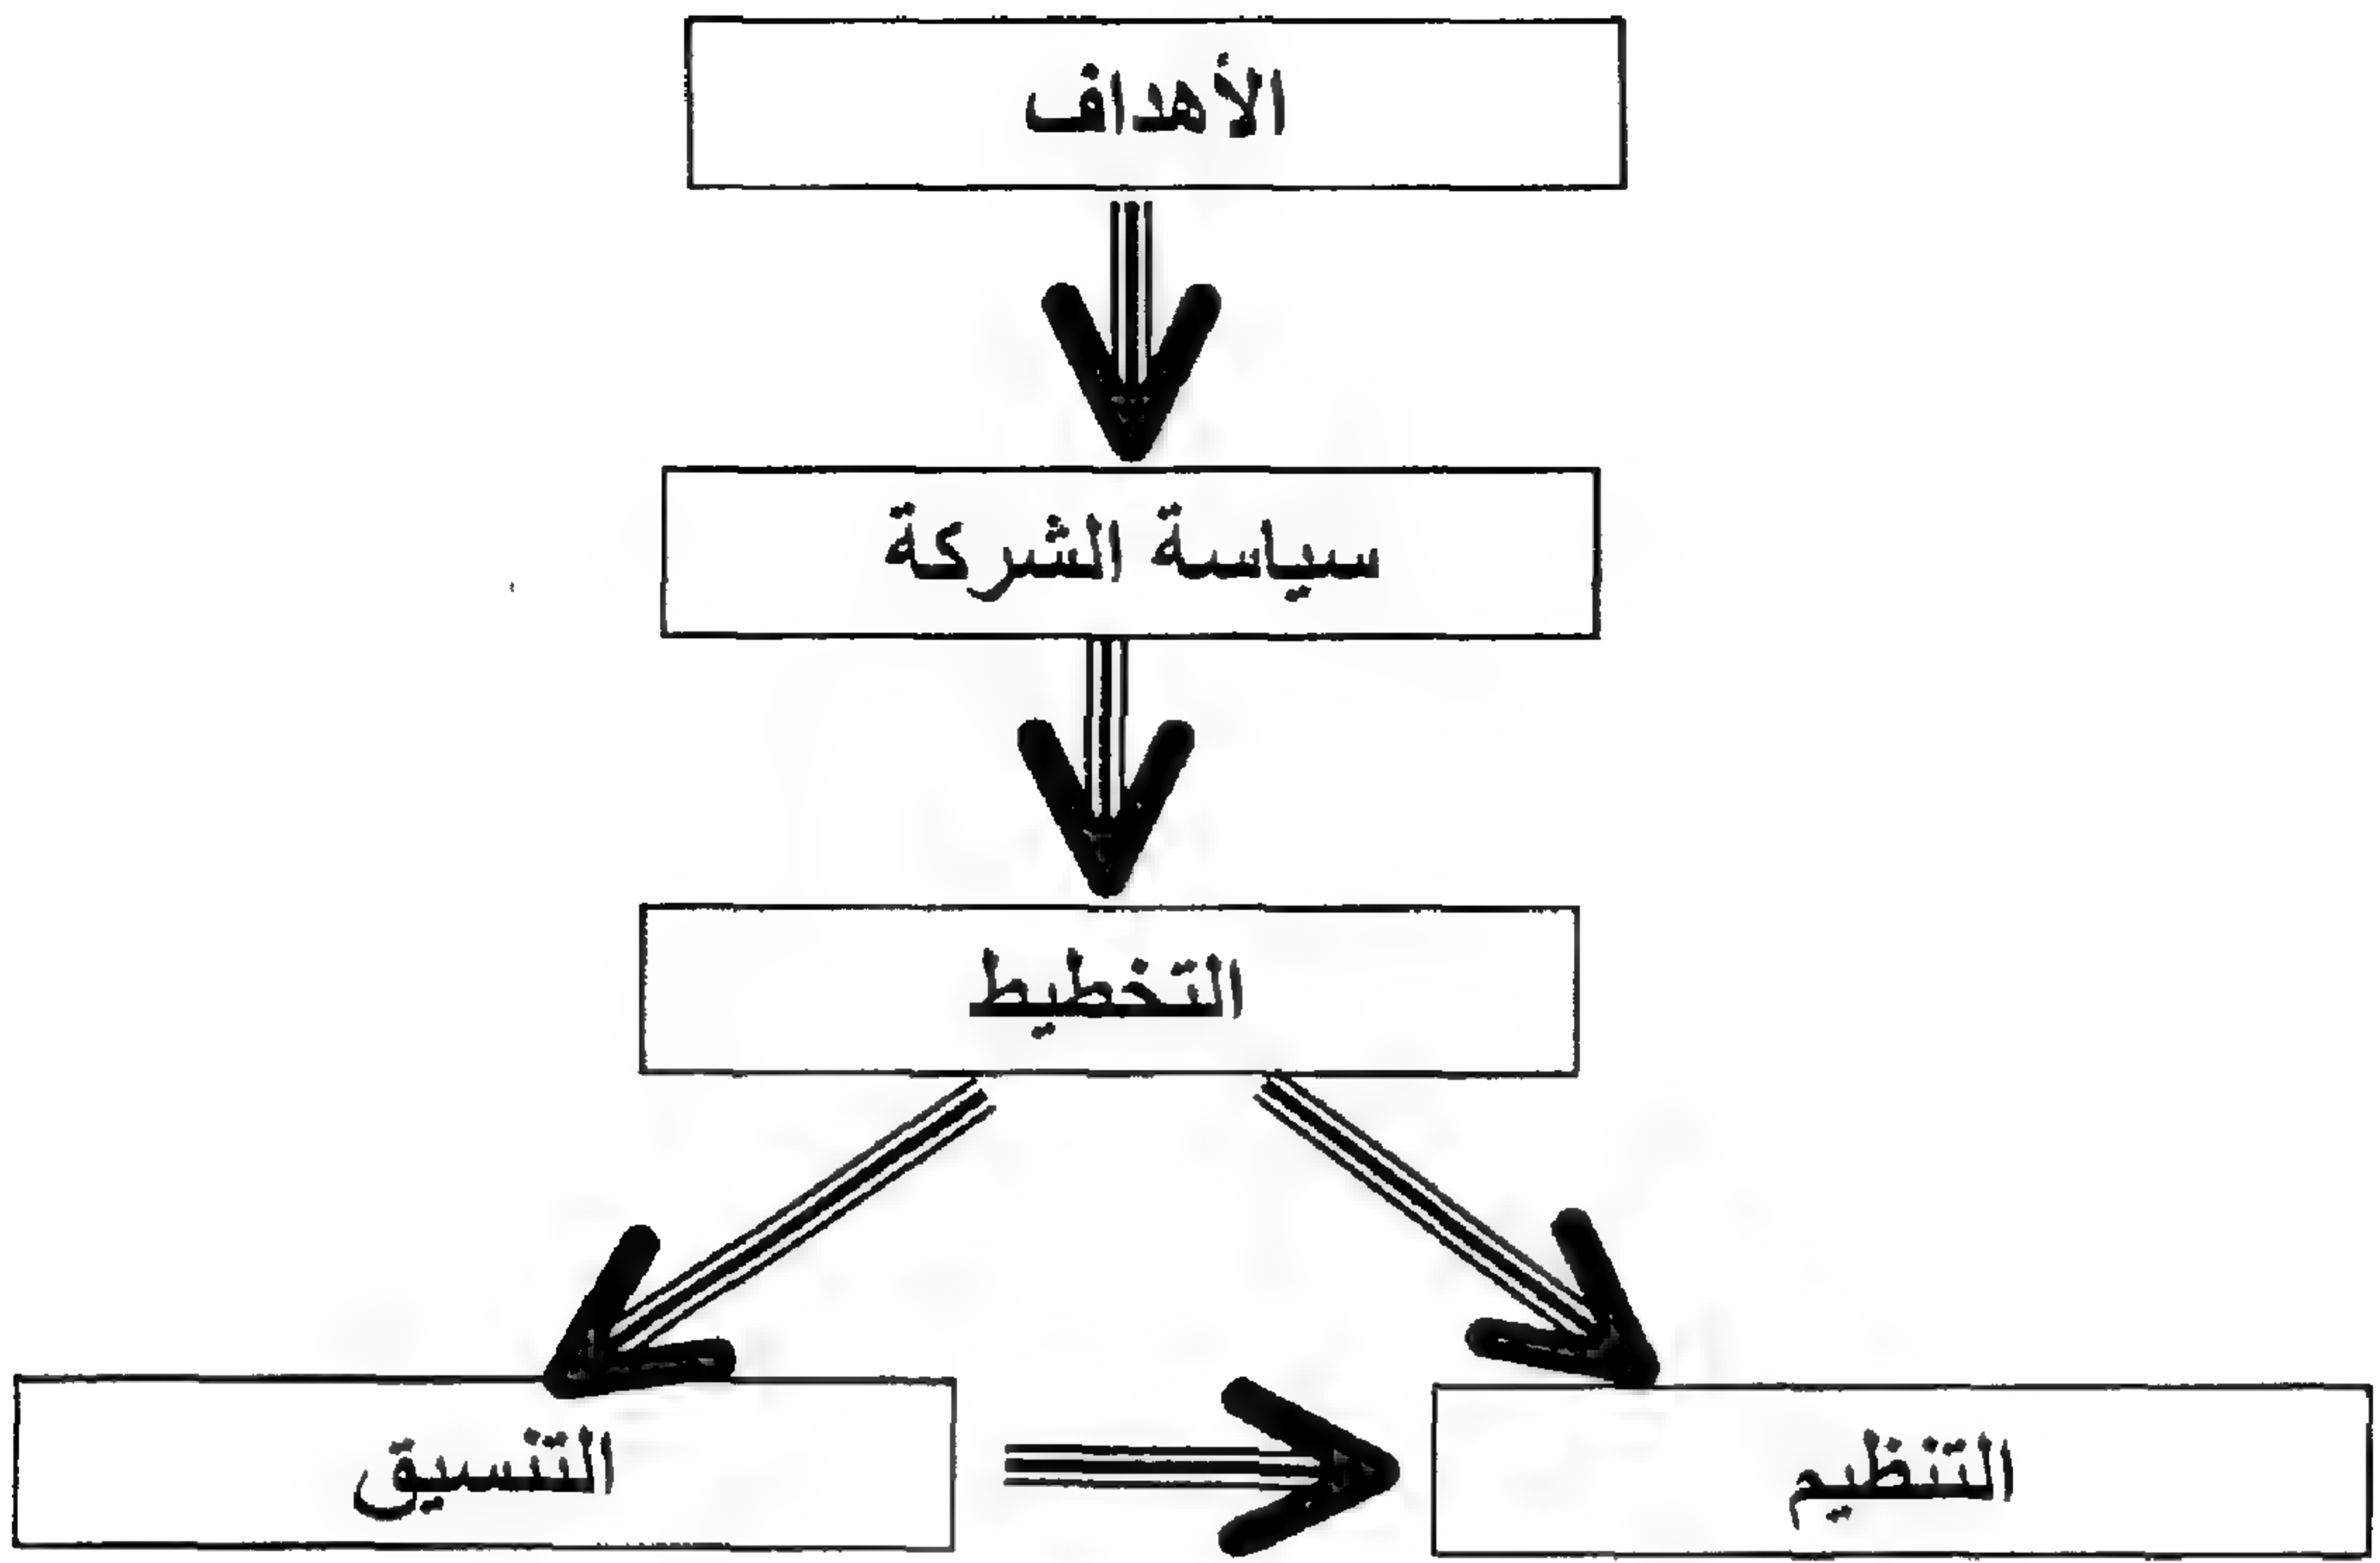 الأهداف
سياسة الشركة
التخطيط
التنظيم
التنسيق